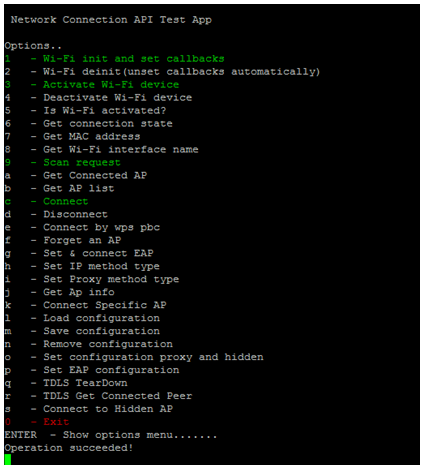 Network Connection API Test App
Options..
1 - Wi-Fi init and set callbacks
2 - Wi-Fi deinit(unset callbacks automatically)
3 - Activate Wi-Fi device
4 - Deactivate Wi-Fi device
5 - Is Wi-Fi activated?
6 - Get connection state
7 - Get MAC address
8 - Get Wi-Fi interface name
9 - Scan request
a - Get Connected AP
b - Get AP list
c - Connect
d - Disconnect
e - Connect by wps pbc
f - Forget an AP
g - Set & connect EAP
h - Set IP method type
i - Set Proxy method type
j - Get Ap info
k - Connect Specific AP
l - Load configuration
m - Save configuration
n - Remove configuration
o - Set configuration proxy and hidden
p - Set EAP configuration
q - TDLS TearDown
r - TDLS Get Connected Peer
s - Connect to Hidden AP
0 - Exit
ENTER - Show options menu.......
Operation succeeded!